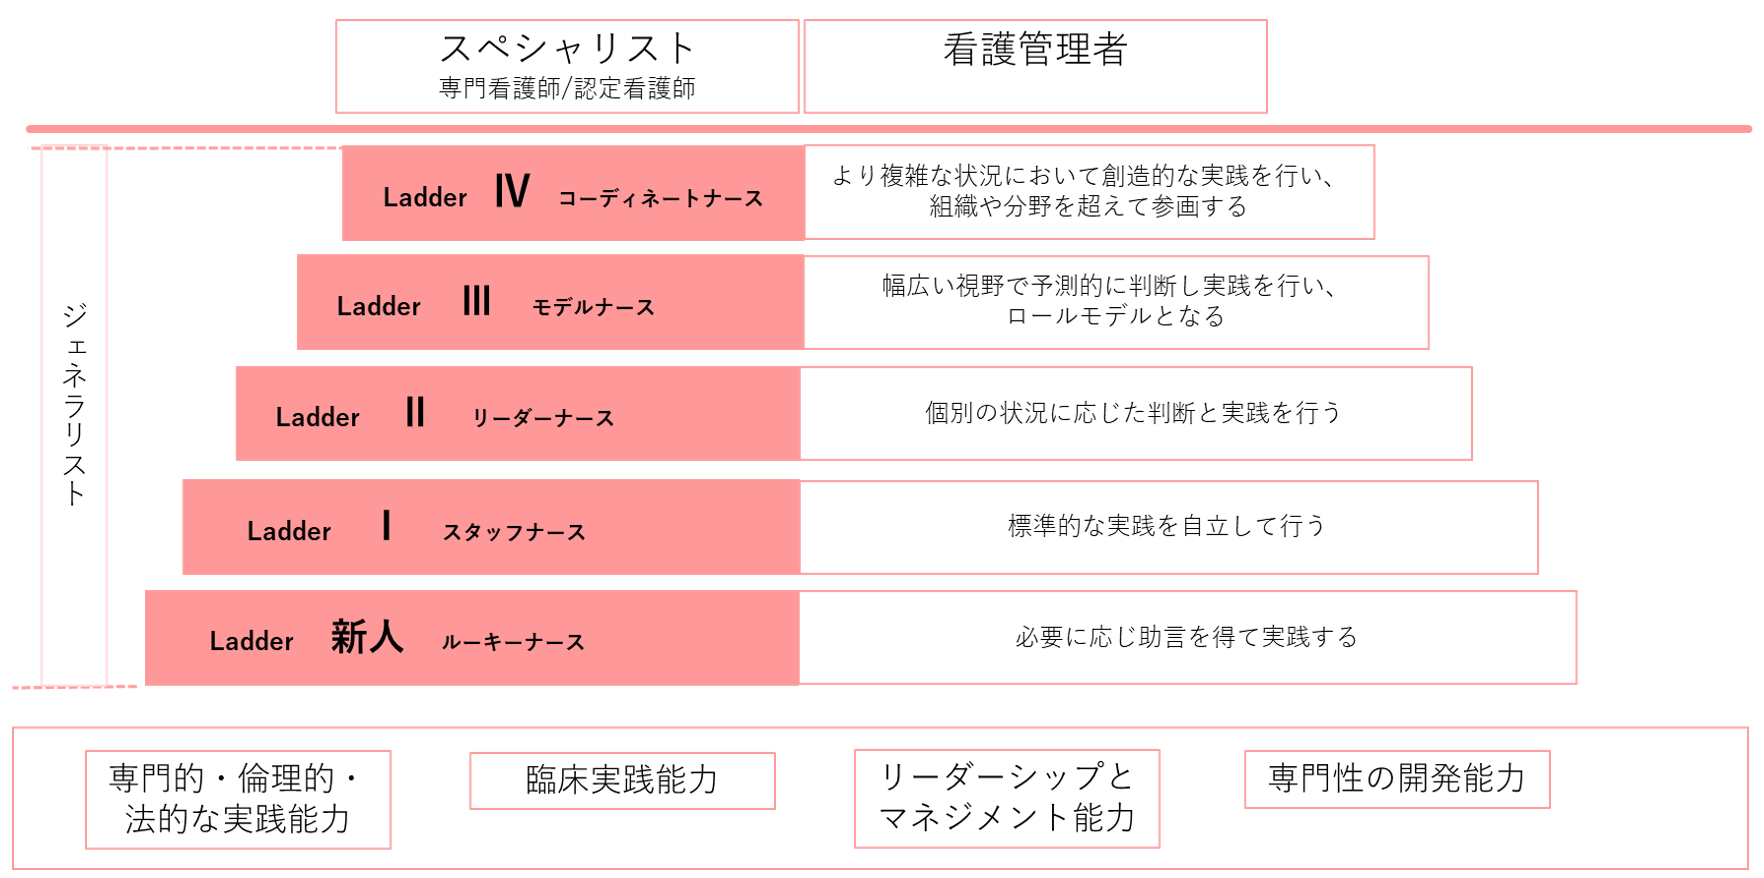 スペシャリスト
専門看護師/認定看護師
看護管理者
ジェネラリスト
Ladder Ⅳ コーディネートナース
より複雑な状況において創造的な実践を行い、
組織や分野を超えて参画する
Ladder Ⅲ モデルナース
幅広い視野で予測的に判断し実践を行い、
ロールモデルとなる
Ladder Ⅱ リーダーナース
個別の状況に応じた判断と実践を行う
Ladder Ⅰ スタッフナース
標準的な実践を自立して行う
Ladder 新人 ルーキーナース
必要に応じ助言を得て実践する
専門的・倫理的・
法的な実践能力
臨床実践能力
リーダーシップと
マネジメント能力
専門性の開発能力